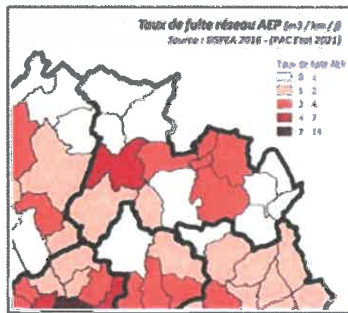 Taux de fuite réseau AEP (m3 / km / j)
Source : SISPEA 2016 - (PAC Etat 2021)
Taux de fuite AEP
0 1
1 2
2 4
4 7
7 14